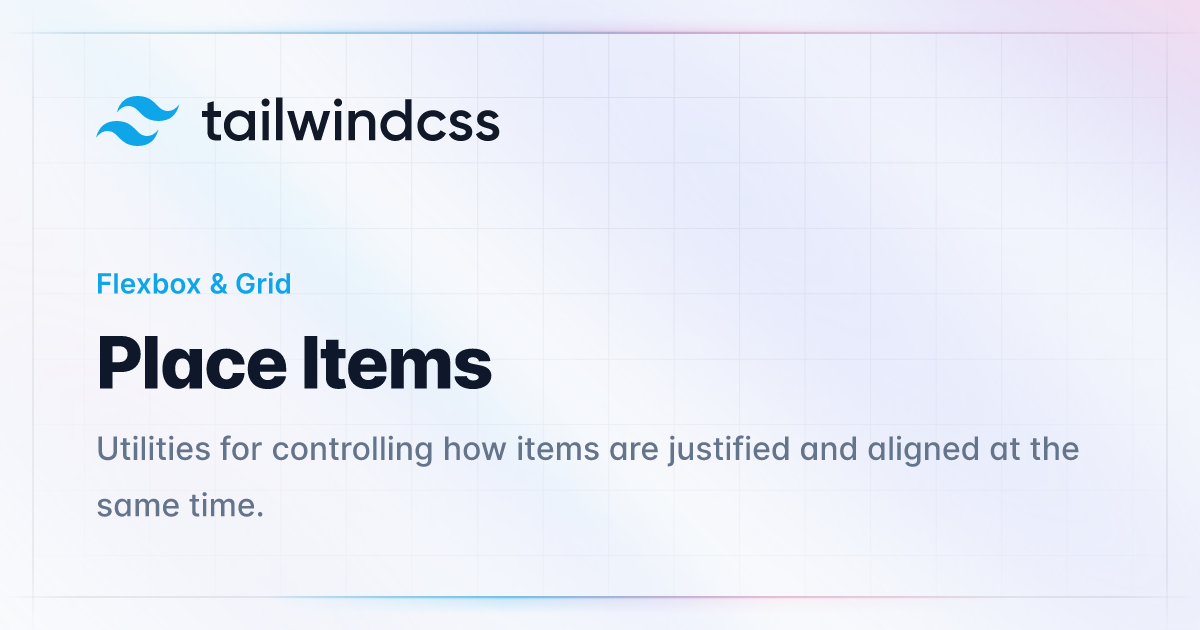 tailwindcss
Flexbox & Grid
Place Items
Utilities for controlling how items are justified and aligned at the
same time.